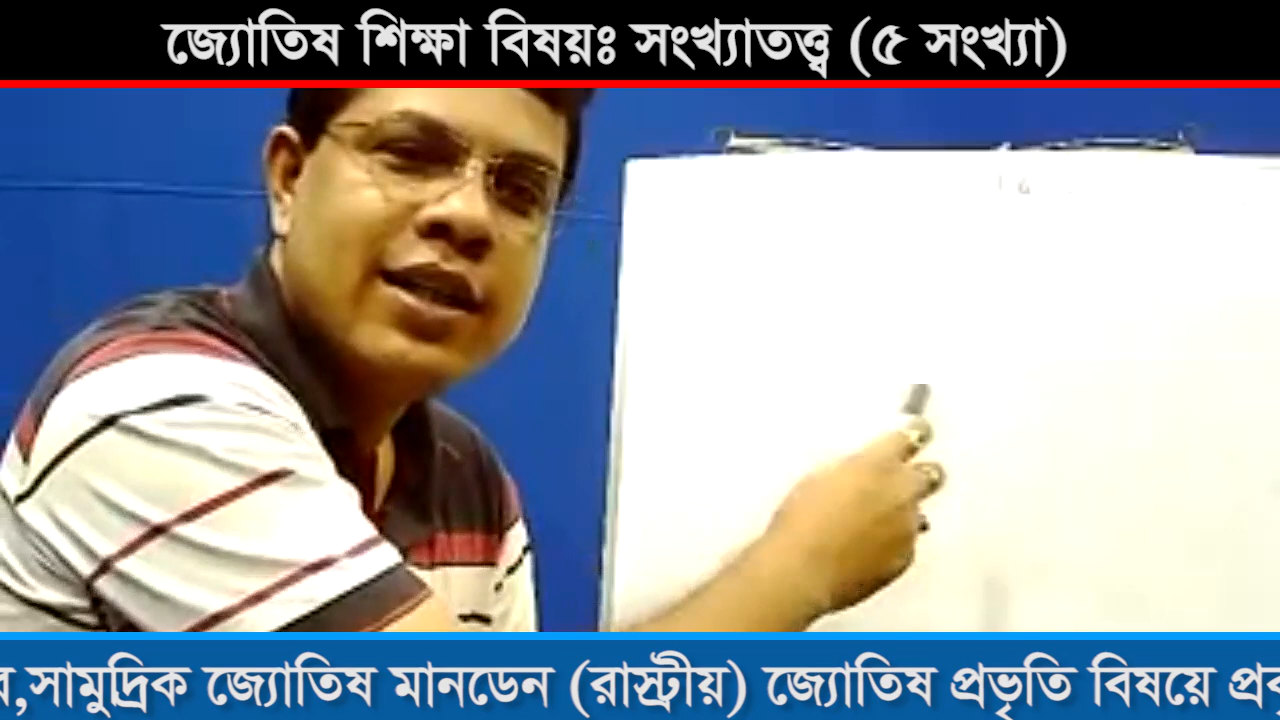 জ্যোতিষ শিক্ষা বিষয়ঃ সংখ্যাতত্ত্ব (৫ সংখ্যা)
,সামুদ্রিক জ্যোতিষ মানডেন (রাস্ট্রীয়) জ্যোতিষ প্রভৃতি বিষয়ে